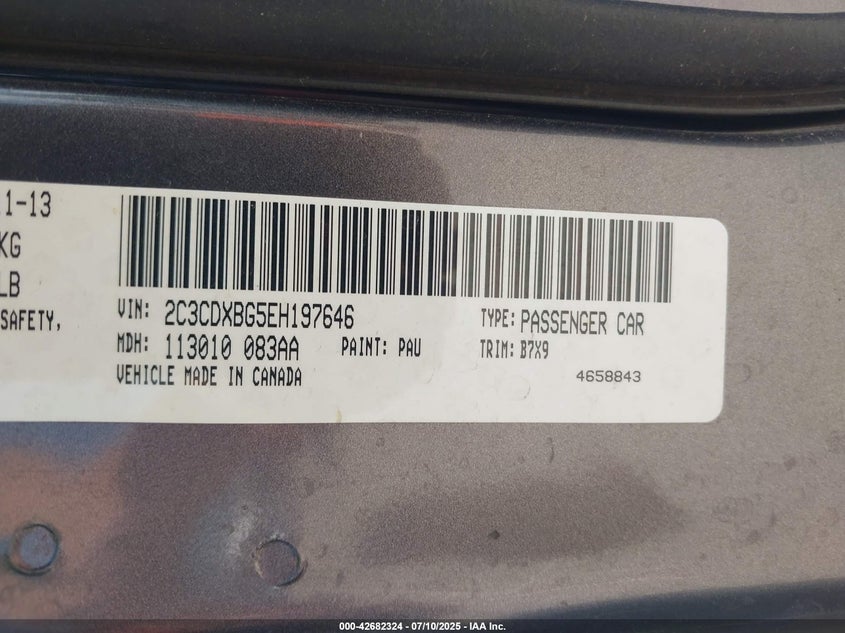 1-13
KG
LB
SAFETY,
VIN: 2C3CDXBG5EH197646 TYPE: PASSENGER CAR
MDH: 113010 083AA PAINT: PAU TRIM: B7X9
VEHICLE MADE IN CANADA 4658843
000-42682324 / 07/10/2025 - IAA Inc.